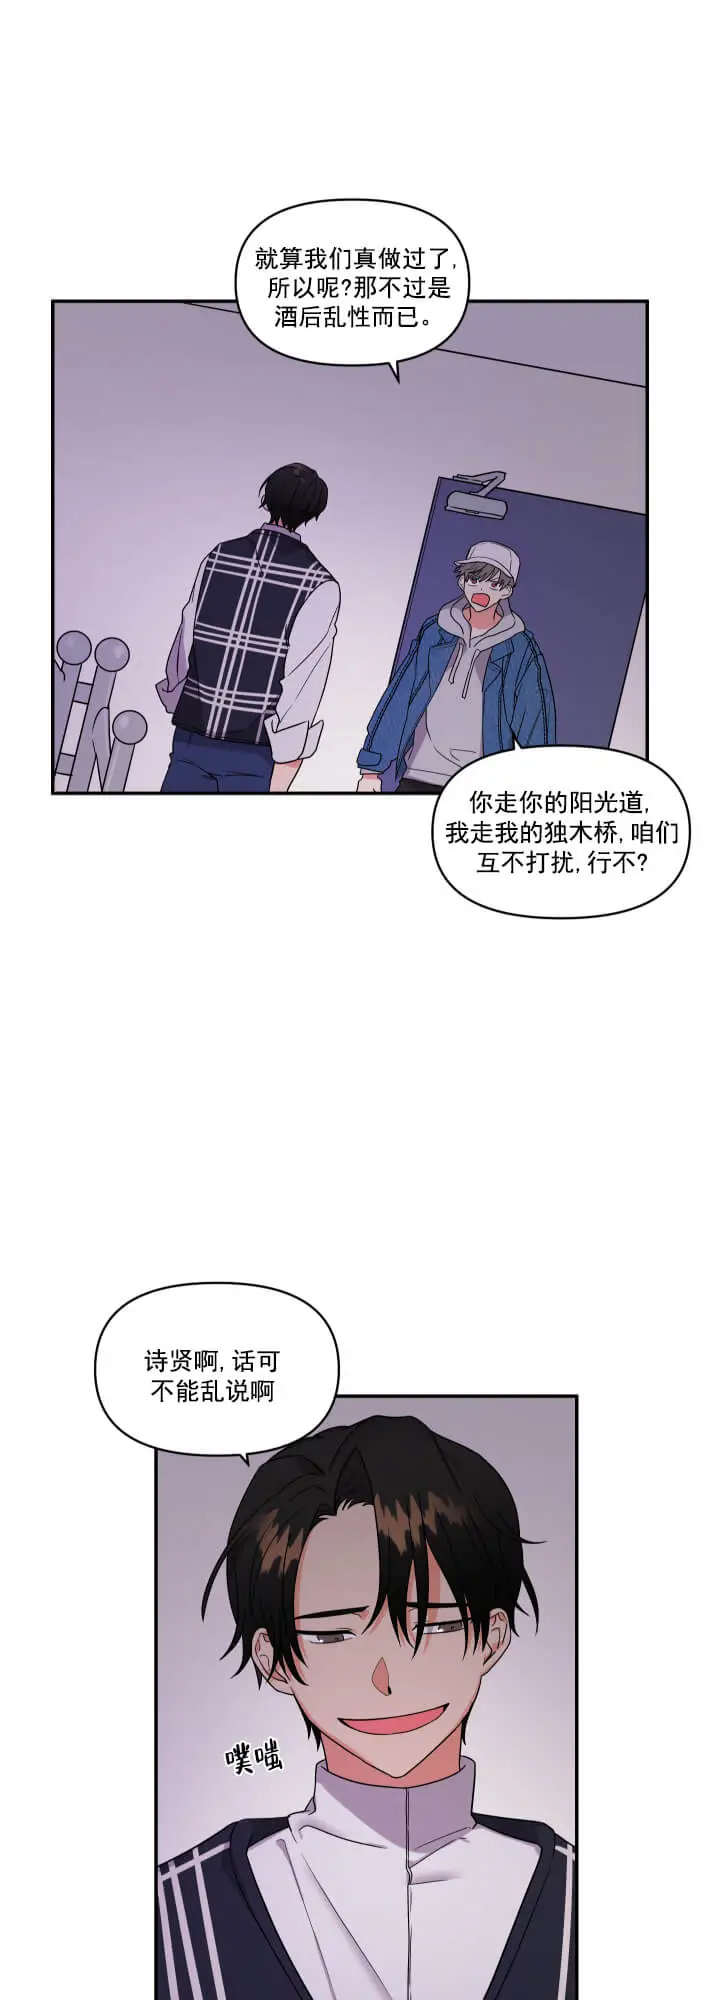 就算我们真做过了,
所以呢?那不过是
酒后乱性而已。
你走你的阳光道,
我走我的独木桥,咱们
互不打扰,行不?
诗贤啊,话可
不能乱说啊
噗嗤